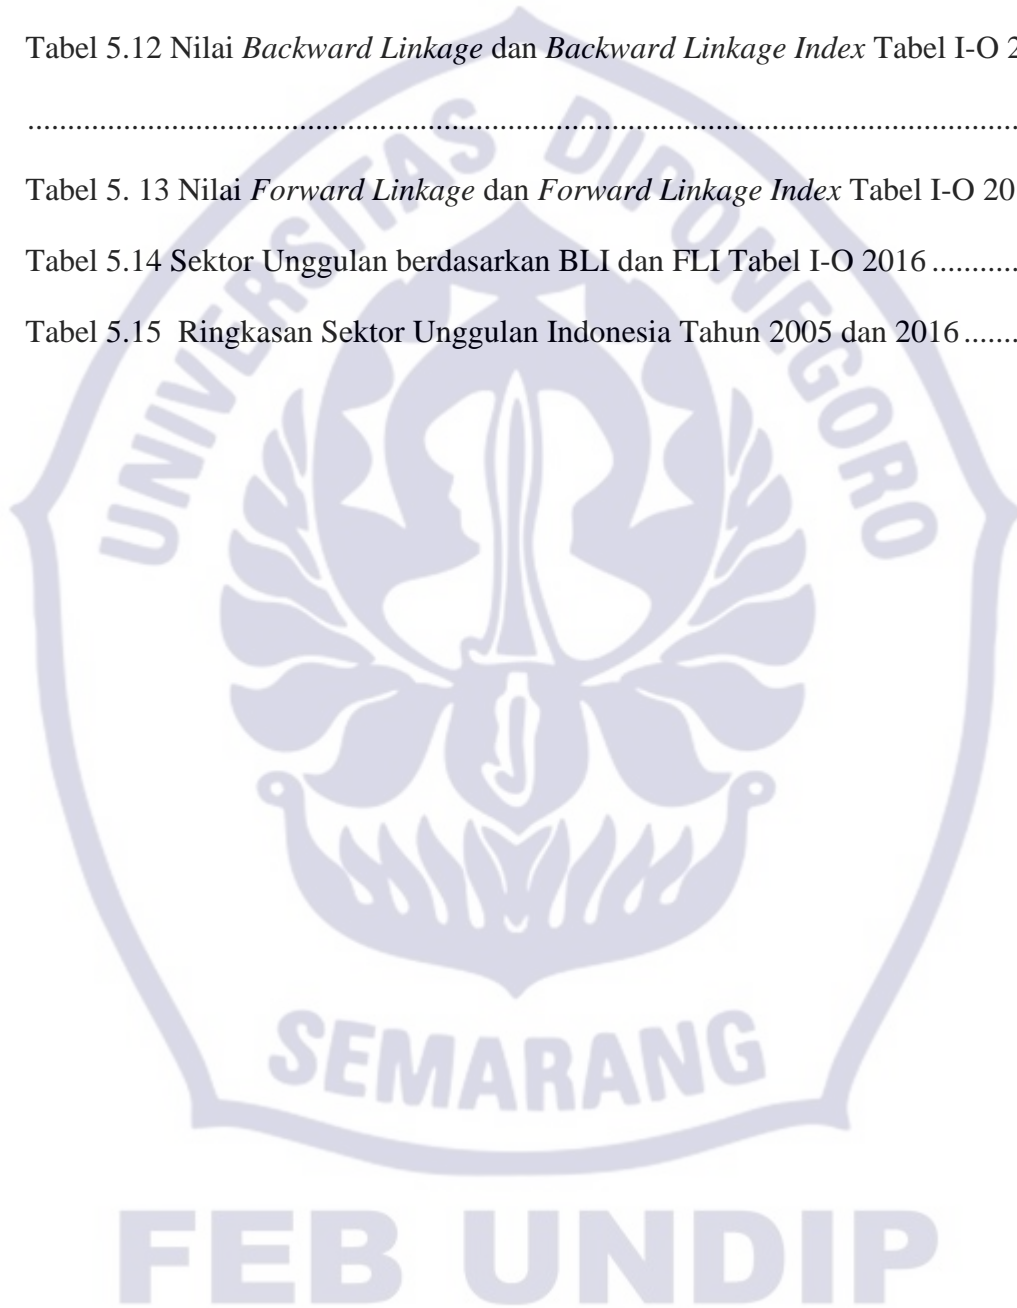 Tabel 5.12 Nilai Backward Linkage dan Backward Linkage Index Tabel I-O 2
....................................................................................................................................
Tabel 5. 13 Nilai Forward Linkage dan Forward Linkage Index Tabel I-O 20
Tabel 5.14 Sektor Unggulan berdasarkan BLI dan FLI Tabel I-O 2016 ...........
Tabel 5.15 Ringkasan Sektor Unggulan Indonesia Tahun 2005 dan 2016 .......
UNIVERSITAS DIPONEGORO
SEMARANG
FEB UNDIP